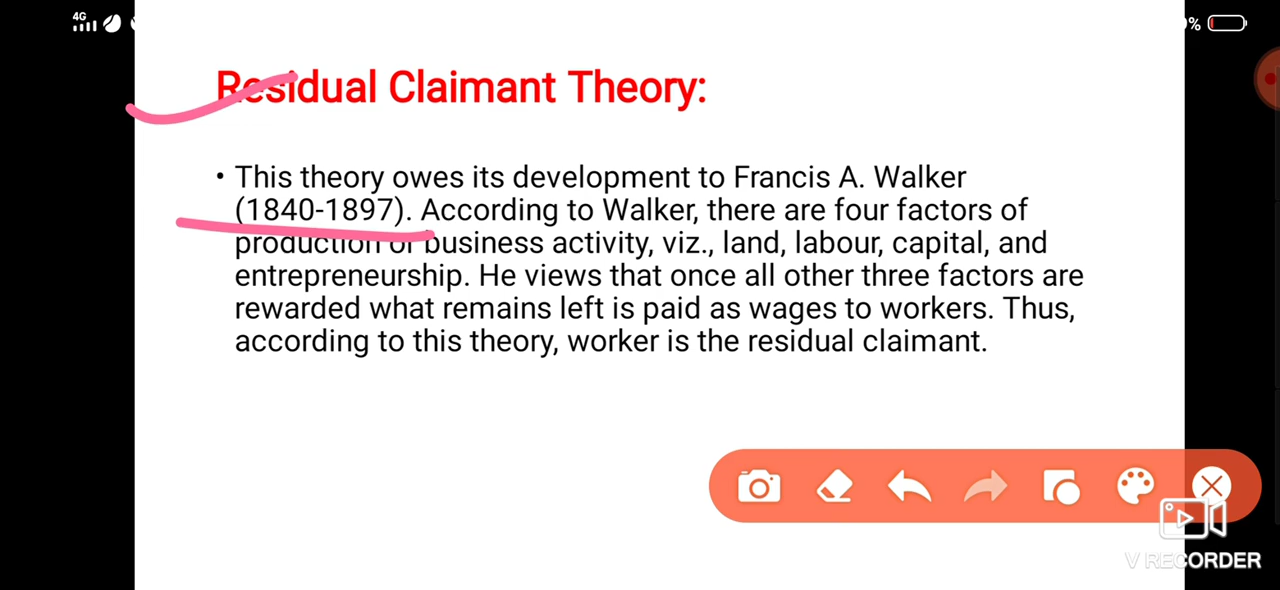 4G
%
Residual Claimant Theory:
• This theory owes its development to Francis A. Walker
(1840-1897). According to Walker, there are four factors of
production of business activity, viz., land, labour, capital, and
entrepreneurship. He views that once all other three factors are
rewarded what remains left is paid as wages to workers. Thus,
according to this theory, worker is the residual claimant.
V RECORDER